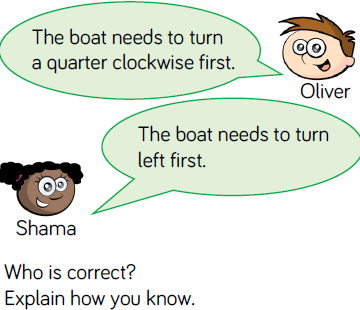 The boat needs to turn
a quarter clockwise first.
Oliver
The boat needs to turn
left first.
Shama
Who is correct?
Explain how you know.